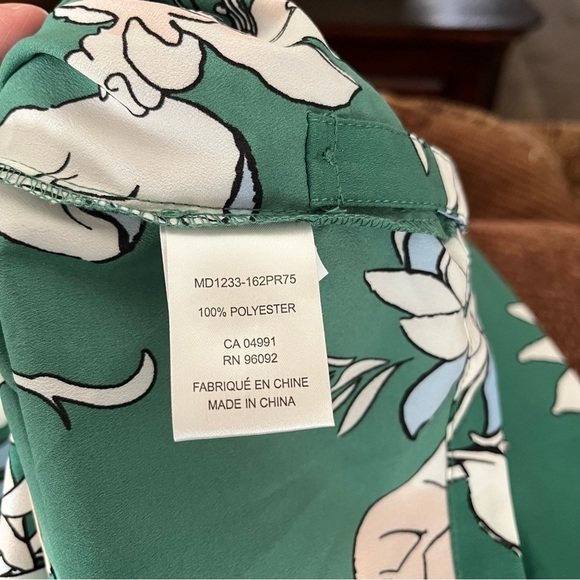 MD1233-162PR75
100% POLYESTER
CA 04991
RN 96092
FABRIQUÉ EN CHINE
MADE IN CHINA